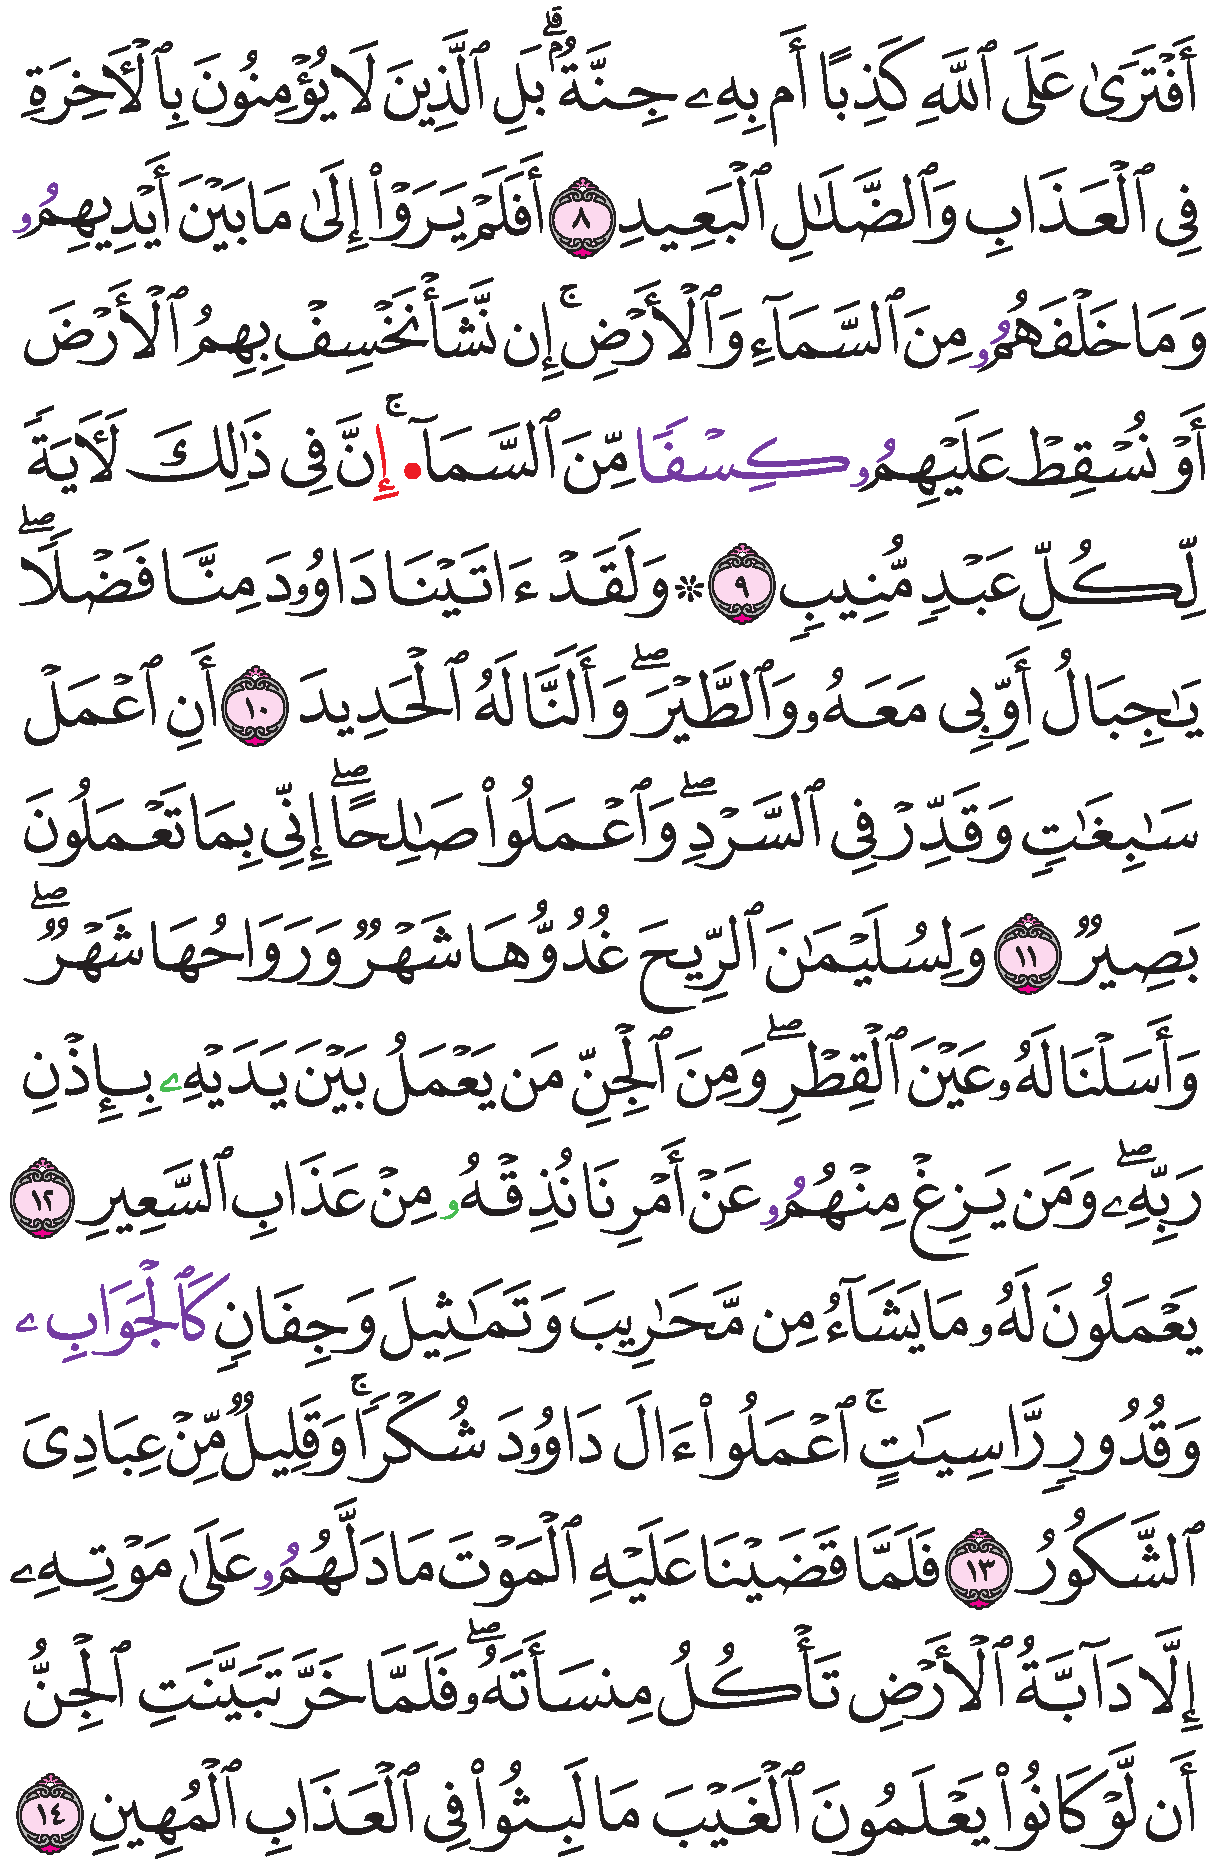 أَفۡتَرَىٰ عَلَى ٱللَّهِ كَذِبًا أَم بِهِۦ جِنَّةُۢۗ بَلِ ٱلَّذِينَ لَا يُؤۡمِنُونَ بِٱلۡأَخِرَةِ
فِي ٱلۡعَذَابِ وَٱلضَّلَٰلِ ٱلۡبَعِيدِ ٨ أَفَلَمۡ يَرَوۡاْ إِلَىٰ مَا بَيۡنَ أَيۡدِيهِمُۥ
وَمَا خَلۡفَهُمُۥ مِنَ ٱلسَّمَآءِ وَٱلۡأَرۡضِۚ إِن نَّشَأۡ نَخۡسِفۡ بِهِمُ ٱلۡأَرۡضَ
أَوۡ نُسۡقِطۡ عَلَيۡهِمُۥ كِسۡفًا مِّنَ ٱلسَّمَآ•ۚ إِنَّ فِي ذَٰلِكَ لَأَيَةً
لِّكُلِّ عَبۡدٖ مُّنِيبٖ ٩ ۞ وَلَقَدۡ ءَاتَيۡنَا دَاوُۥدَ مِنَّا فَضۡلًاۖ
يَٰجِبَالُ أَوِّبِي مَعَهُۥ وَٱلطَّيۡرَۖ وَأَلَنَّا لَهُ ٱلۡحَدِيدَ ١٠ أَنِ ٱعۡمَلۡ
سَٰبِغَٰتٖ وَقَدِّرۡ فِي ٱلسَّرۡدِۖ وَٱعۡمَلُواْ صَٰلِحًاۖ إِنِّي بِمَا تَعۡمَلُونَ
بَصِيرٞ ١١ وَلِسُلَيۡمَٰنَ ٱلرِّيحَ غُدُوُّهَا شَهۡرٞ وَرَوَاحُهَا شَهۡرٞۖ
وَأَسَلۡنَا لَهُۥ عَيۡنَ ٱلۡقِطۡرِۖ وَمِنَ ٱلۡجِنِّ مَن يَعۡمَلُ بَيۡنَ يَدَيۡهِۦ بِإِذۡنِ
رَبِّهِۦۖ وَمَن يَزِغۡ مِنۡهُمُۥ عَنۡ أَمۡرِنَا نُذِقۡهُۥ مِنۡ عَذَابِ ٱلسَّعِيرِ ١٢
يَعۡمَلُونَ لَهُۥ مَا يَشَآءُ مِن مَّحَٰرِيبَ وَتَمَٰثِيلَ وَجِفَانٖ كَٱلۡجَوَابِۦ
وَقُدُورٖ رَّاسِيَٰتٍۚ ٱعۡمَلُوٓاْ ءَالَ دَاوُۥدَ شُكۡرًاۚ وَقَلِيلٞ مِّنۡ عِبَادِيَ
ٱلشَّكُورُ ١٣ فَلَمَّا قَضَيۡنَا عَلَيۡهِ ٱلۡمَوۡتَ مَا دَلَّهُمُۥ عَلَىٰ مَوۡتِهِۦ
إِلَّا دَآبَّةُ ٱلۡأَرۡضِ تَأۡكُلُ مِنسَأَتَهُۥۖ فَلَمَّا خَرَّ تَبَيَّنَتِ ٱلۡجِنُّ
أَن لَّوۡ كَانُواْ يَعۡلَمُونَ ٱلۡغَيۡبَ مَا لَبِثُواْ فِي ٱلۡعَذَابِ ٱلۡمُهِينِ ١٤